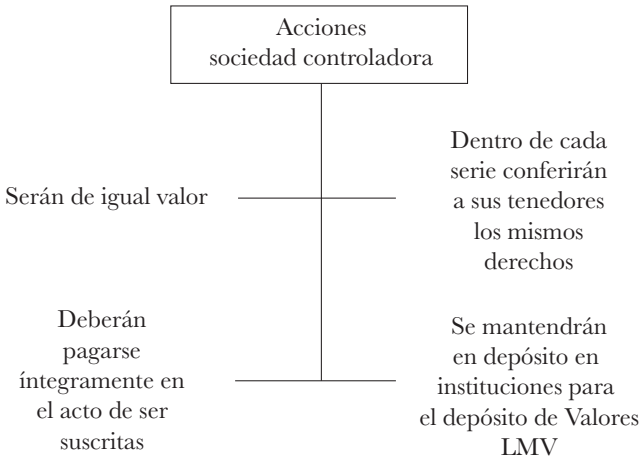 Acciones
sociedad controladora
Serán de igual valor
Dentro de cada
serie conferirán
a sus tenedores
los mismos
derechos
Deberán
pagarse
íntegramente en
el acto de ser
suscritas
Se mantendrán
en depósito en
instituciones para
el depósito de Valores
LMV